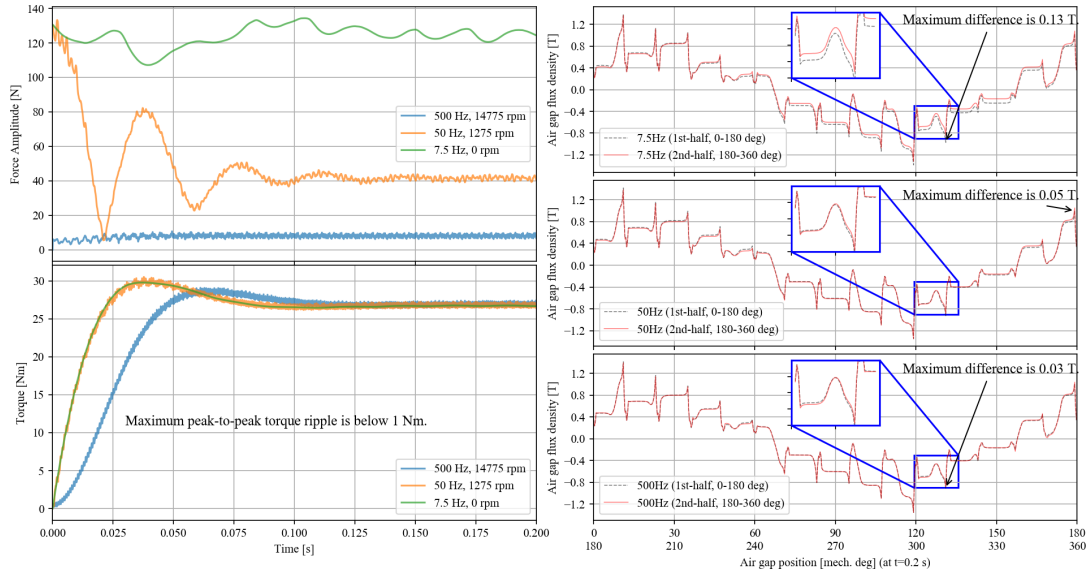 140
120
100
80
60
40
20
0
Force Amplitude [N]
500 Hz, 14775 rpm
50 Hz, 1275 rpm
7.5 Hz, 0 rpm
30
25
20
15
10
5
0
Torque [Nm]
Maximum peak-to-peak torque ripple is below 1 Nm.
500 Hz, 14775 rpm
50 Hz, 1275 rpm
7.5 Hz, 0 rpm
0.000 0.025 0.050 0.075 0.100 0.125 0.150 0.175 0.200
Time [s]
1.2
0.8
0.4
0.0
−0.4
−0.8
−1.2
Air gap flux density [T]
Maximum difference is 0.13 T.
7.5Hz (1st-half, 0-180 deg)
7.5Hz (2nd-half, 180-360 deg)
1.2
0.8
0.4
0.0
−0.4
−0.8
−1.2
Air gap flux density [T]
Maximum difference is 0.05 T.
50Hz (1st-half, 0-180 deg)
50Hz (2nd-half, 180-360 deg)
1.2
0.8
0.4
0.0
−0.4
−0.8
−1.2
Air gap flux density [T]
Maximum difference is 0.03 T.
500Hz (1st-half, 0-180 deg)
500Hz (2nd-half, 180-360 deg)
180 210 240 270 300 330 360
180 210 240 270 300 330 360
Air gap position [mech. deg] (at t=0.2 s)